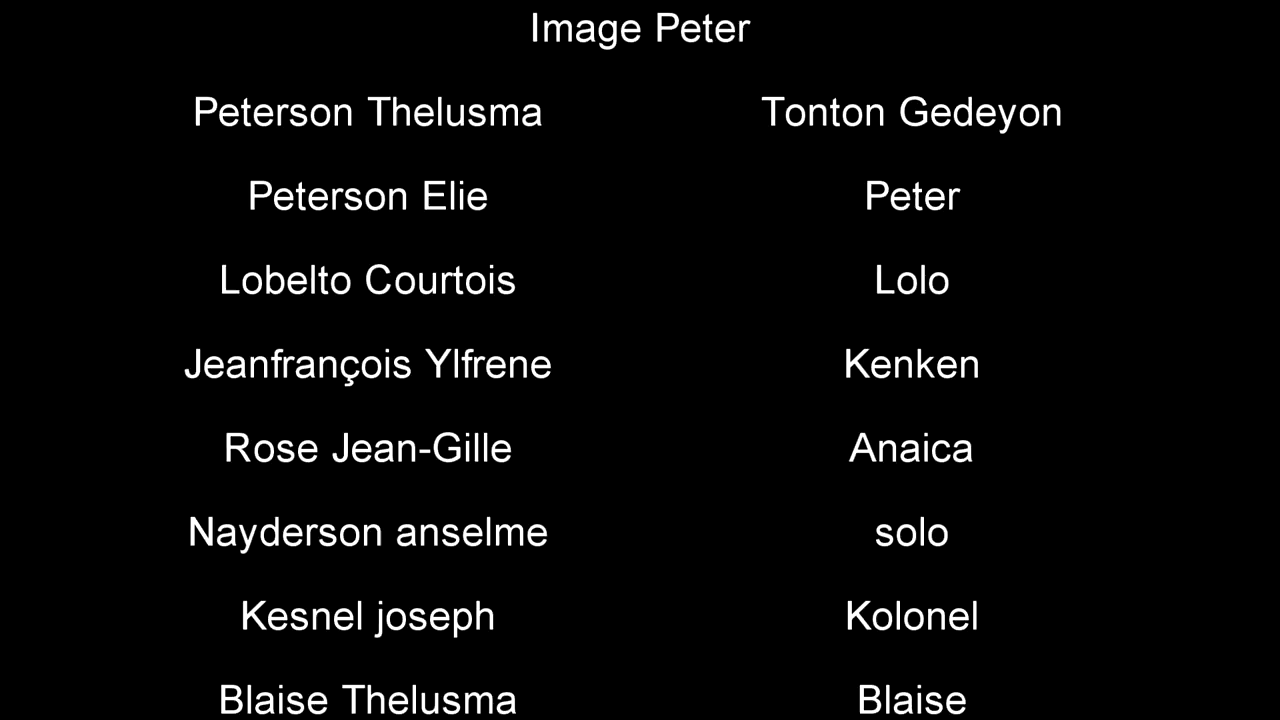 Image Peter
Peterson Thelusma Tonton Gedeyon
Peterson Elie Peter
Lobelto Courtois Lolo
Jeanfrançois Ylfrene Kenken
Rose Jean-Gille Anaica
Nayderson anselme solo
Kesnel joseph Kolonel
Blaise Thelusma Blaise